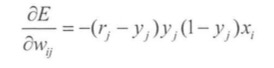 ∂E/∂w_ij = −(r_j − y_j) y_j (1 − y_j) x_i